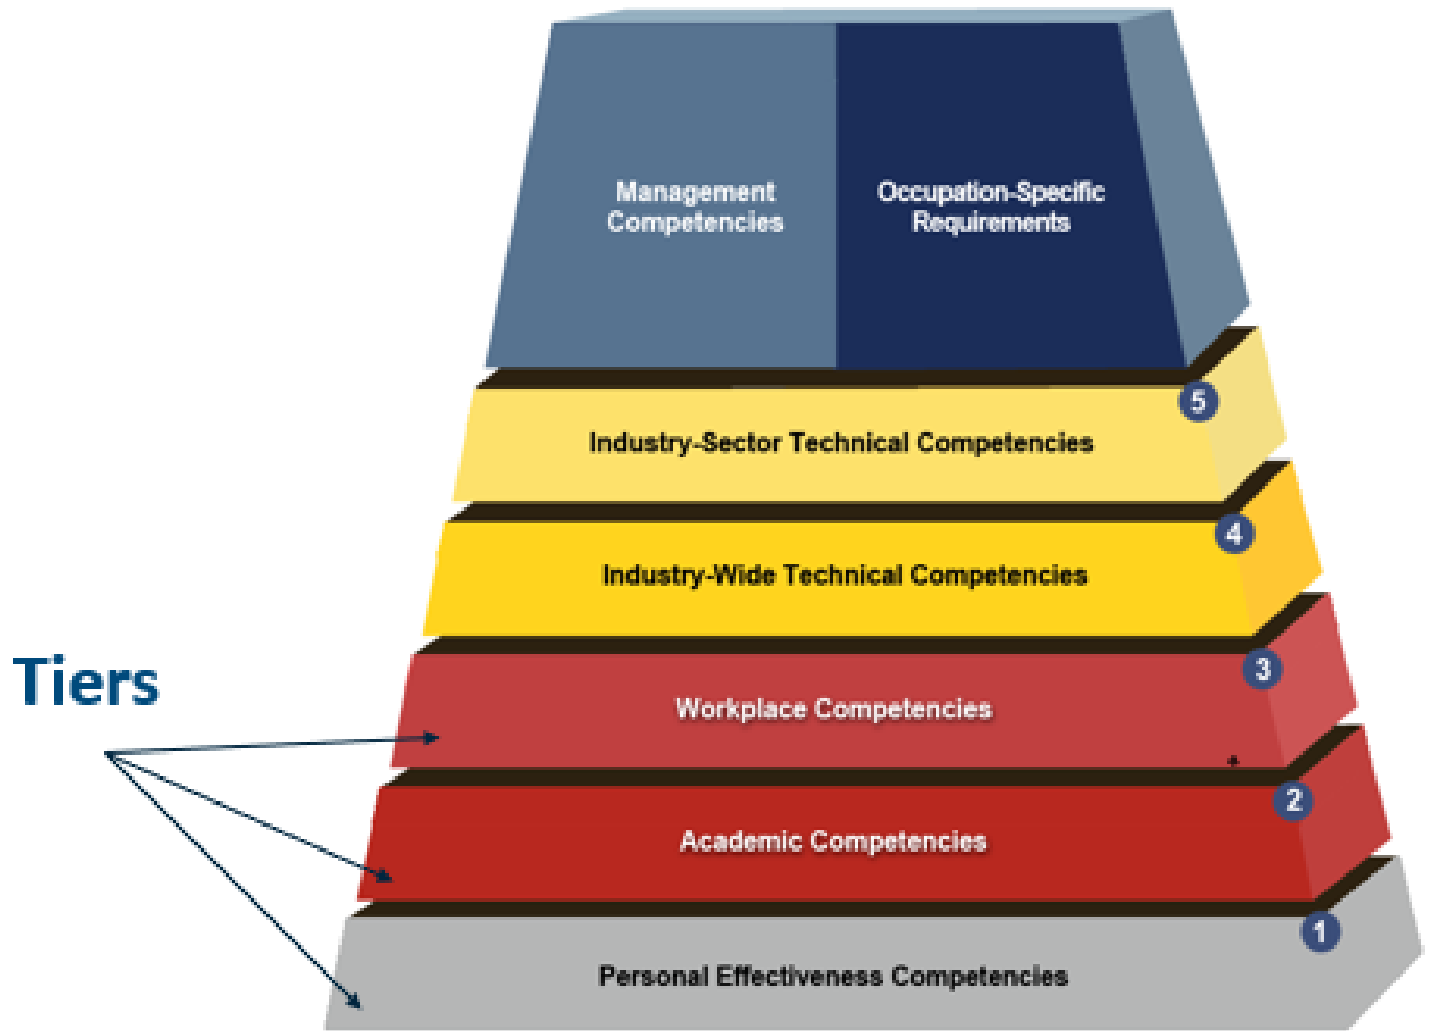 Management
Competencies
Occupation-Specific
Requirements
5
Industry-Sector Technical Competencies
4
Industry-Wide Technical Competencies
Tiers
3
Workplace Competencies
2
Academic Competencies
1
Personal Effectiveness Competencies